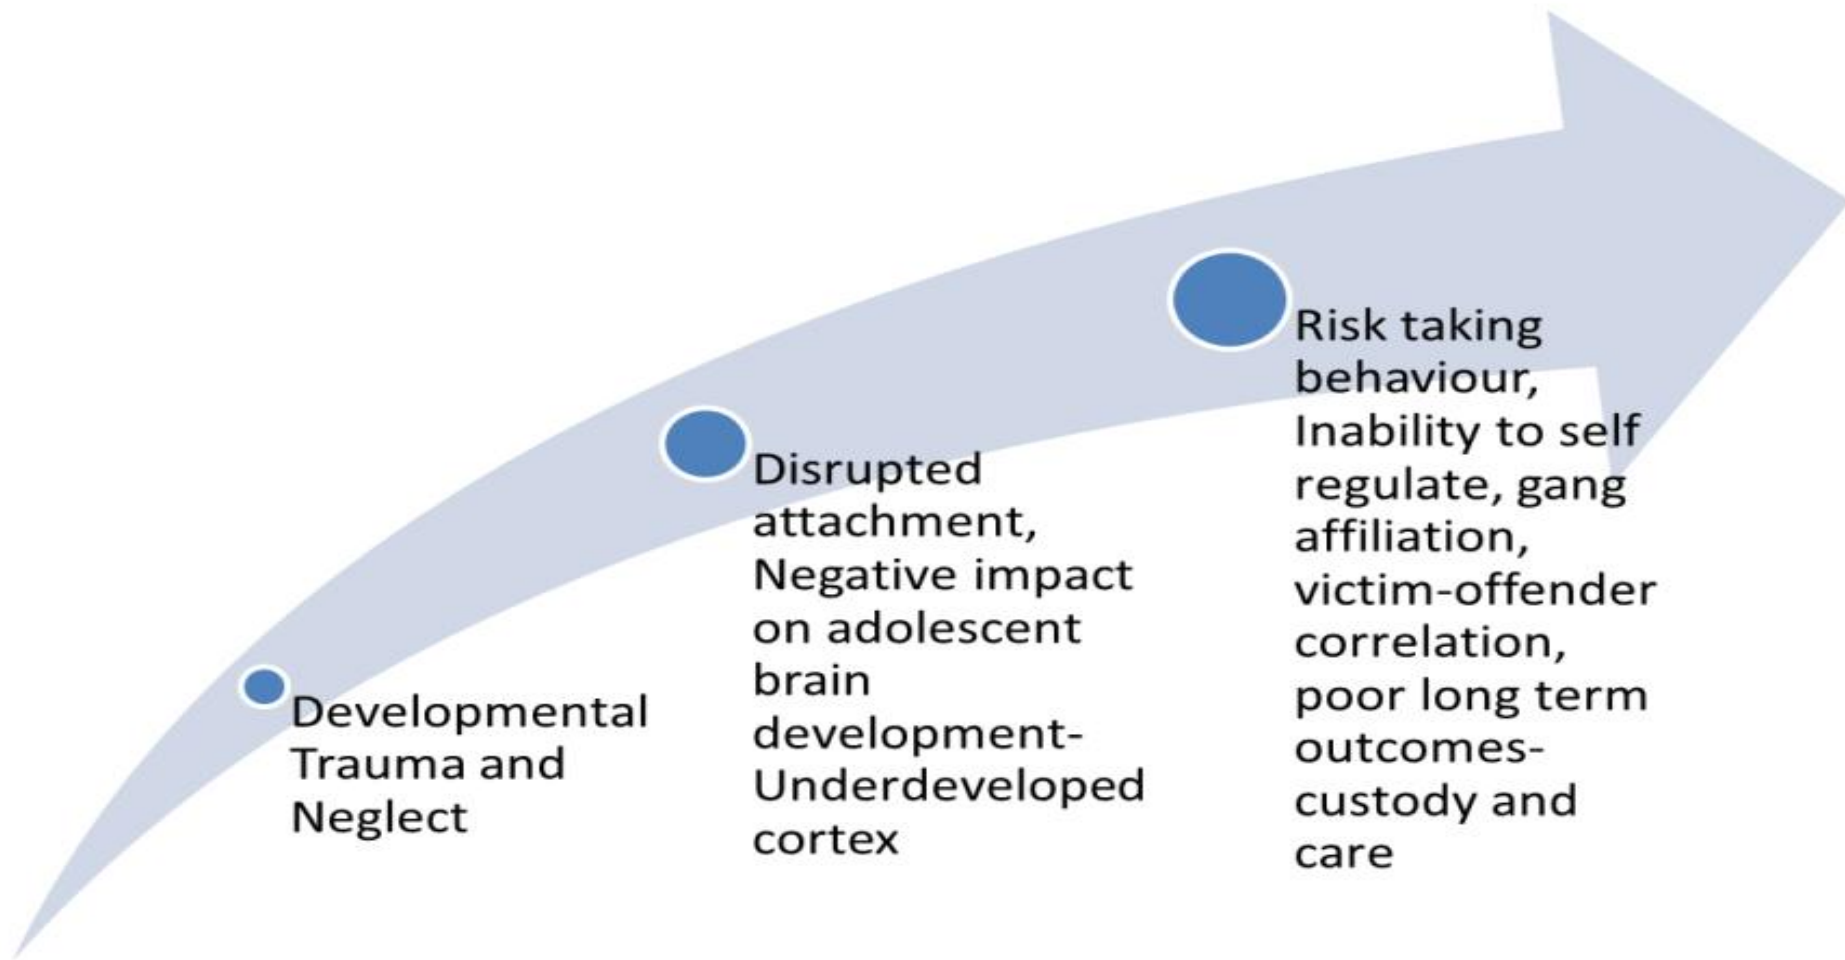 Developmental
Trauma and
Neglect
Disrupted
attachment,
Negative impact
on adolescent
brain
development-
Underdeveloped
cortex
Risk taking
behaviour,
Inability to self
regulate, gang
affiliation,
victim-offender
correlation,
poor long term
outcomes-
custody and
care